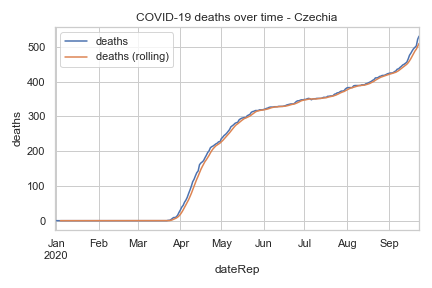 COVID-19 deaths over time - Czechia
deaths
deaths (rolling)
500
400
300
200
100
0
deaths
Jan Feb Mar Apr May Jun Jul Aug Sep
2020
dateRep